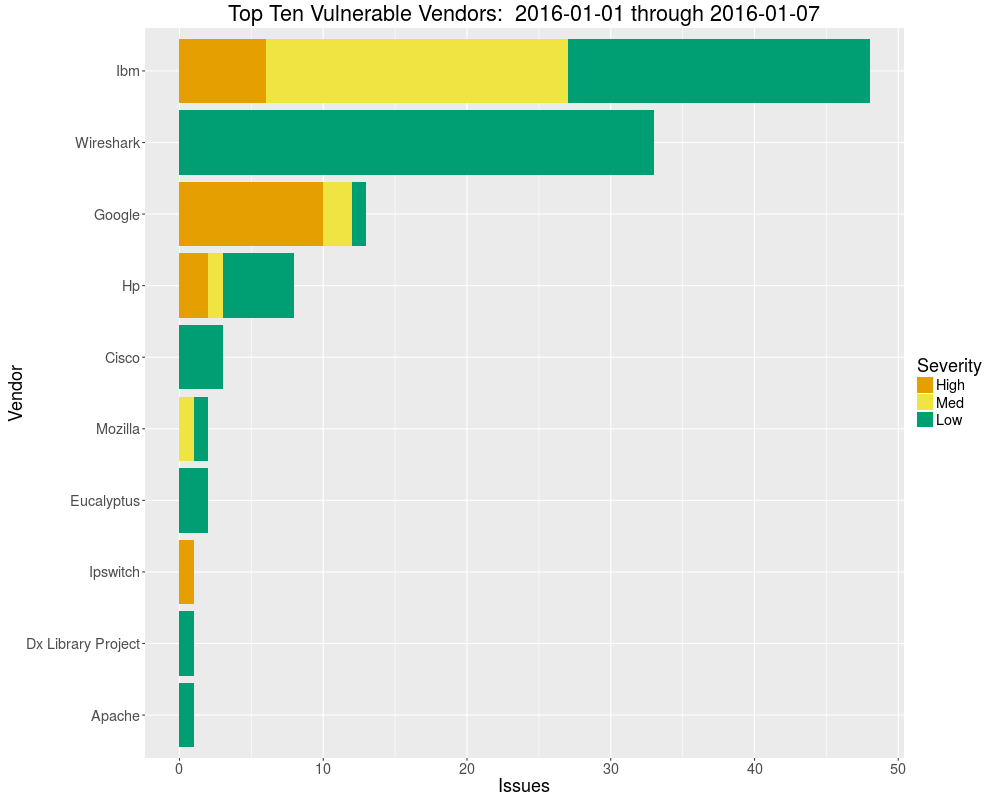 Top Ten Vulnerable Vendors:  2016-01-01 through 2016-01-07
Vendor
Ibm
Wireshark
Google
Hp
Cisco
Mozilla
Eucalyptus
Ipswitch
Dx Library Project
Apache
0 10 20 30 40 50
Issues
Severity
High
Med
Low